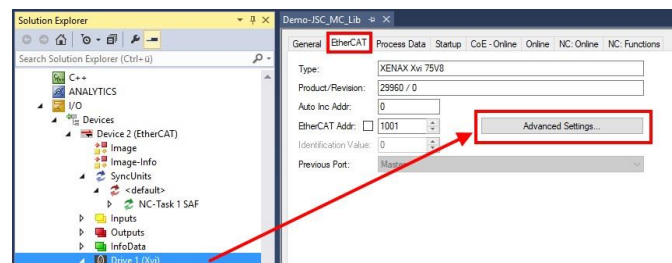 Solution Explorer
Search Solution Explorer (Ctrl+ü)
C++
ANALYTICS
I/O
Devices
Device 2 (EtherCAT)
Image
Image-Info
SyncUnits
<default>
NC-Task 1 SAF
Inputs
Outputs
InfoData
Drive 1 (Xvi)
Demo-JSC_MC_Lib
General EtherCAT Process Data Startup CoE - Online Online NC: Online NC: Functions
Type: XENAX Xvi 75V8
Product/Revision: 29960 / 0
Auto Inc Addr: 0
EtherCAT Addr: 1001 Advanced Settings...
Identification Value: 0
Previous Port: Master